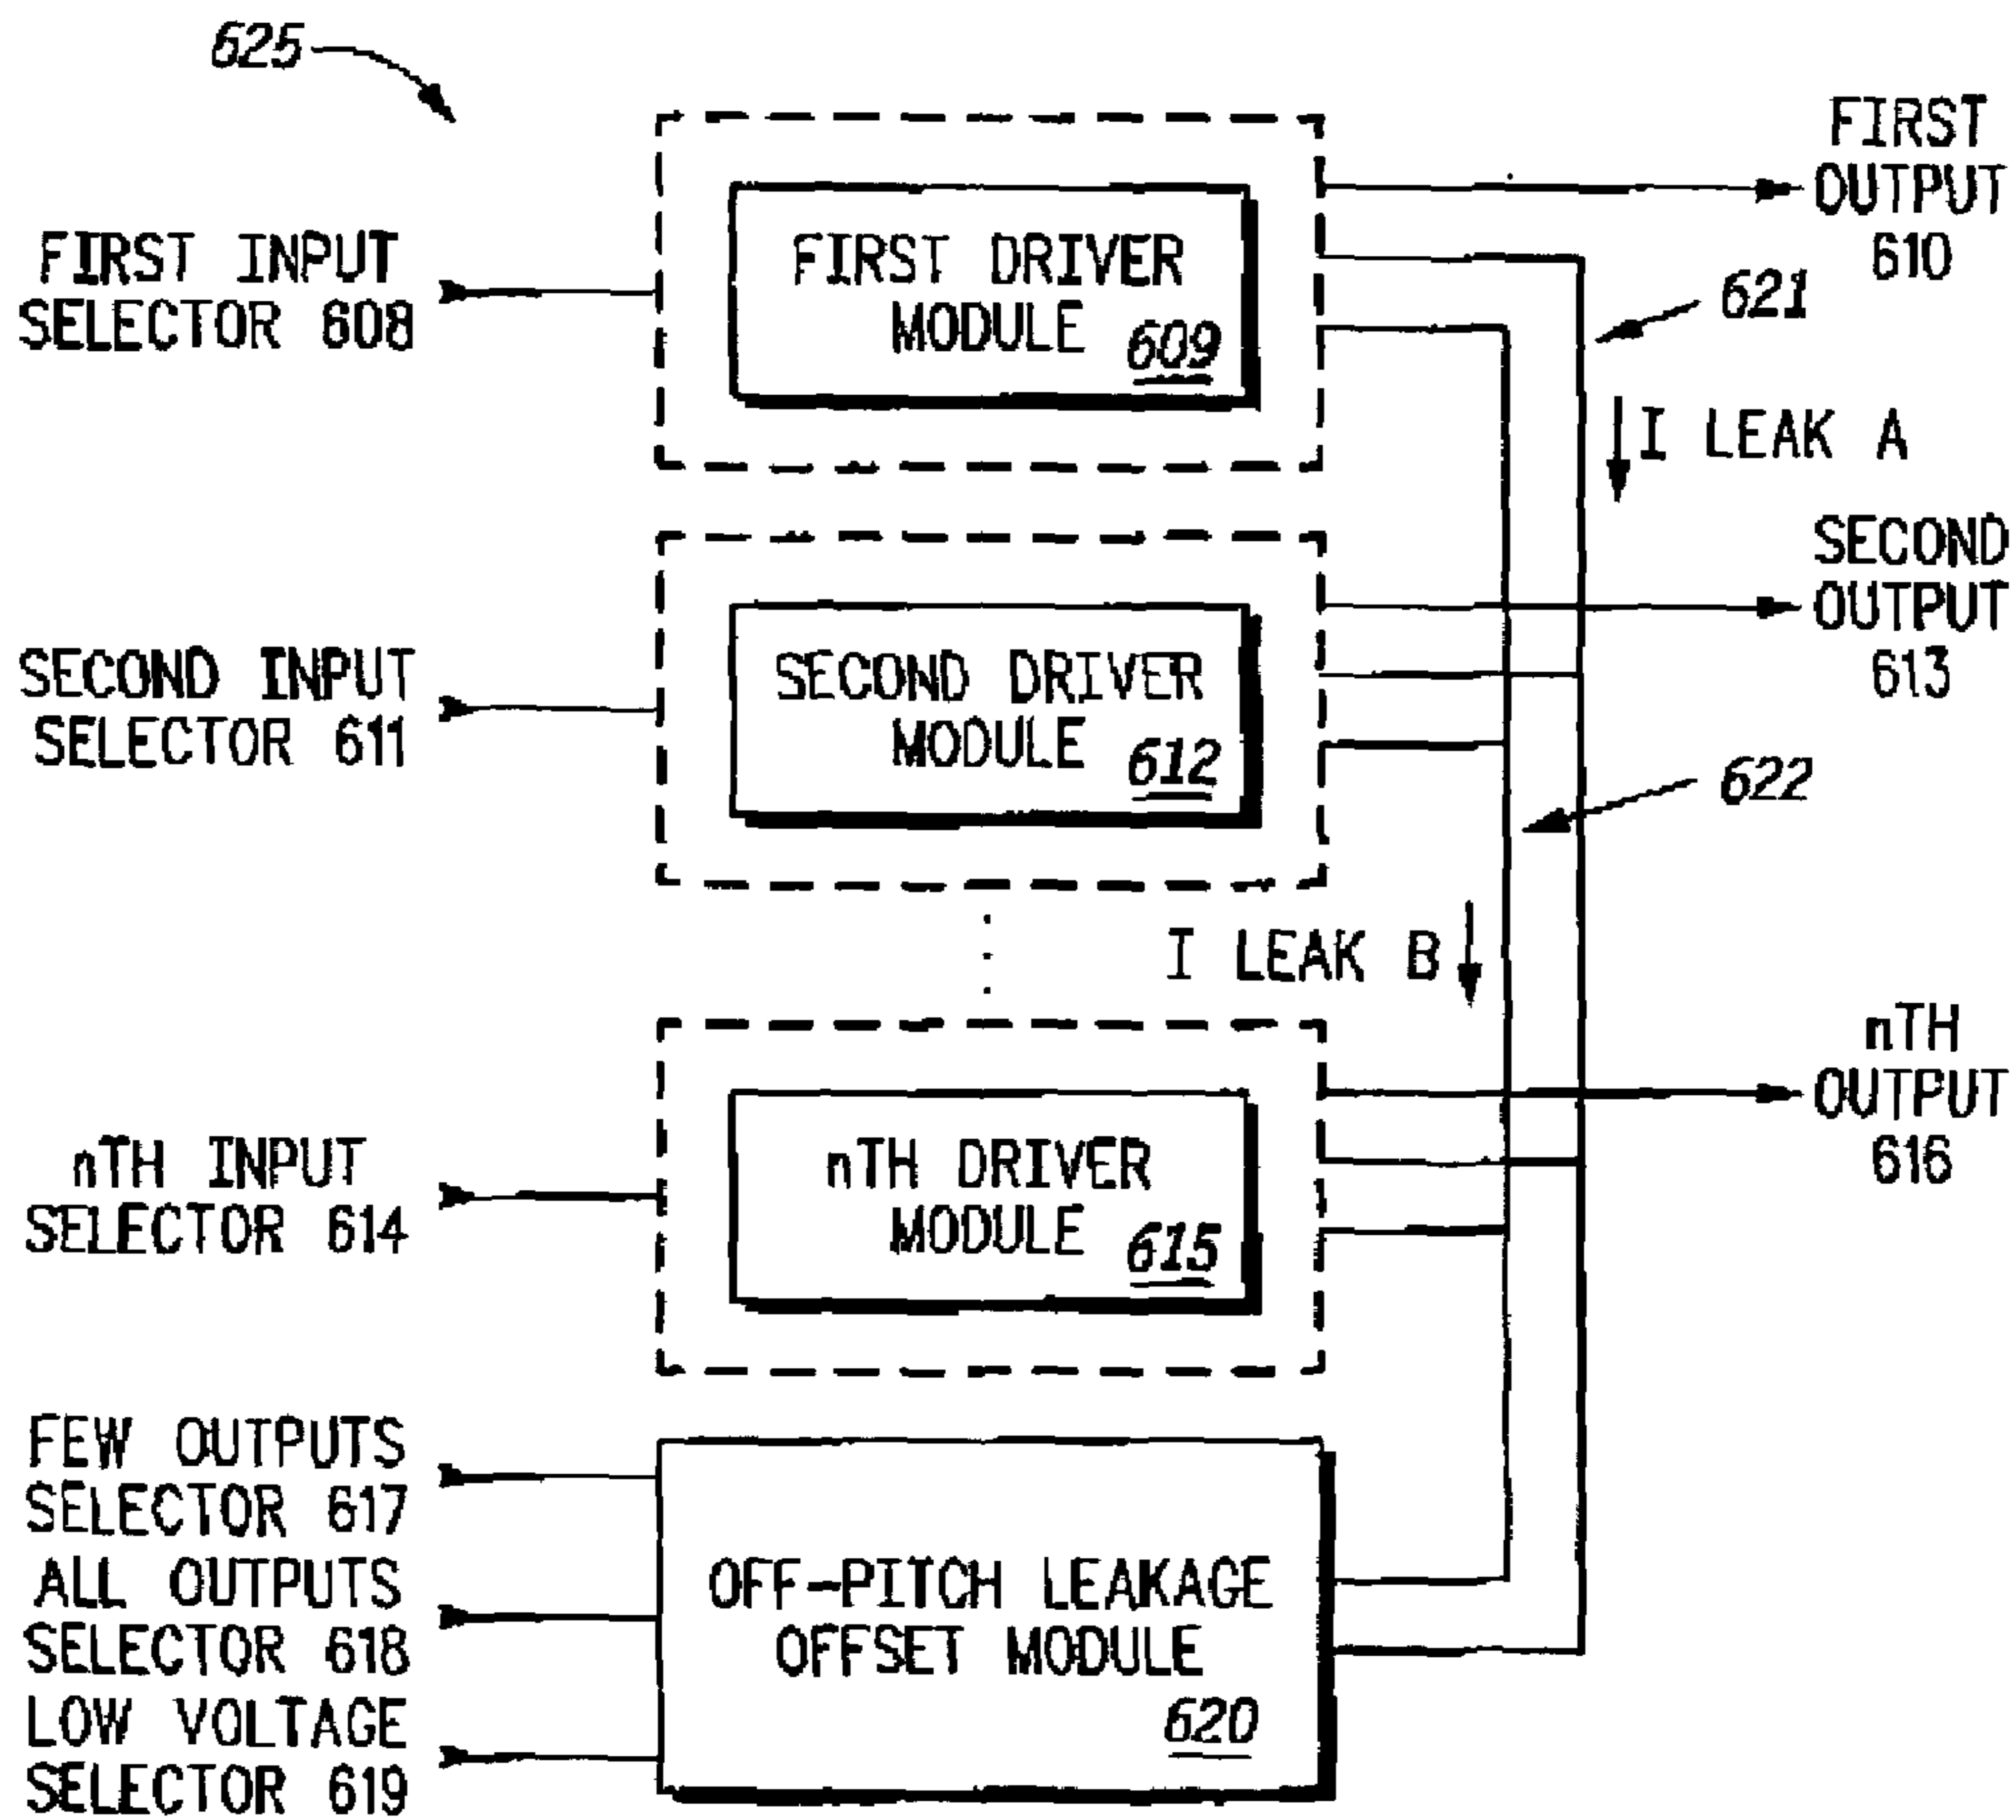 625
FIRST
OUTPUT
610
FIRST INPUT
SELECTOR 608
FIRST DRIVER
MODULE 609
621
I LEAK A
SECOND
OUTPUT
613
SECOND INPUT
SELECTOR 611
SECOND DRIVER
MODULE 612
622
I LEAK B
nTH
OUTPUT
616
nTH INPUT
SELECTOR 614
nTH DRIVER
MODULE 615
FEW OUTPUTS
SELECTOR 617
ALL OUTPUTS
SELECTOR 618
LOW VOLTAGE
SELECTOR 619
OFF-PITCH LEAKAGE
OFFSET MODULE
620